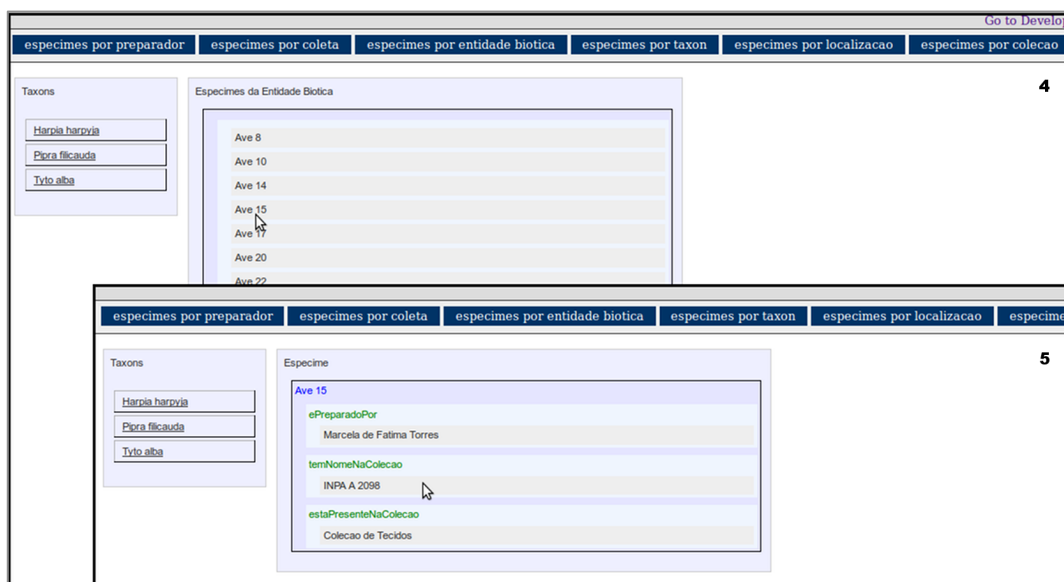 Go to Develop
especimes por preparador especimes por coleta especimes por entidade biotica especimes por taxon especimes por localizacao especimes por colecao
4
Taxons
Harpia harpyja
Pipra filicauda
Tyto alba
Especimes da Entidade Biotica
Ave 8
Ave 10
Ave 14
Ave 15
Ave 17
Ave 20
Ave 22
especimes por preparador especimes por coleta especimes por entidade biotica especimes por taxon especimes por localizacao especime
5
Taxons
Harpia harpyja
Pipra filicauda
Tyto alba
Especime
Ave 15
ePreparadoPor
Marcela de Fatima Torres
temNomeNaColecao
INPA A 2098
estaPresenteNaColecao
Colecao de Tecidos